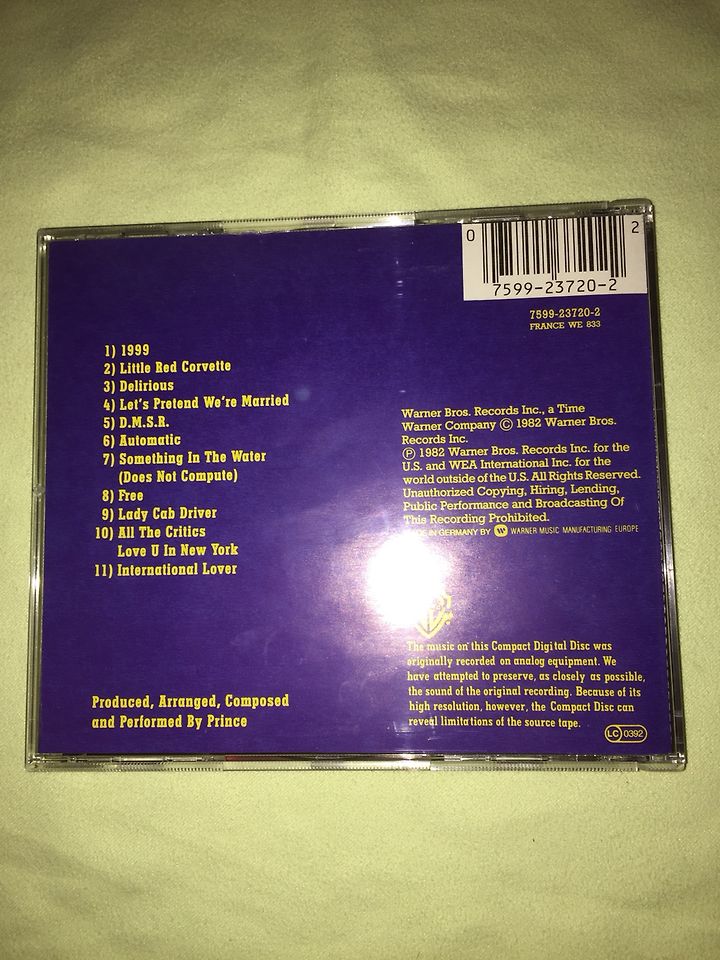 0 2
7599-23720-2
7599-23720-2
FRANCE WE 833
1) 1999
2) Little Red Corvette
3) Delirious
4) Let's Pretend We're Married
5) D.M.S.R.
6) Automatic
7) Something In The Water
(Does Not Compute)
8) Free
9) Lady Cab Driver
10) All The Critics
Love U In New York
11) International Lover
Produced, Arranged, Composed
and Performed By Prince
Warner Bros. Records Inc., a Time
Warner Company © 1982 Warner Bros.
Records Inc.
℗ 1982 Warner Bros. Records Inc. for the
U.S. and WEA International Inc. for the
world outside of the U.S. All Rights Reserved.
Unauthorized Copying, Hiring, Lending,
Public Performance and Broadcasting Of
This Recording Prohibited.
IN GERMANY BY WARNER MUSIC MANUFACTURING EUROPE
The music on this Compact Digital Disc was
originally recorded on analog equipment. We
have attempted to preserve, as closely as possible,
the sound of the original recording. Because of its
high resolution, however, the Compact Disc can
reveal limitations of the source tape.
LC 0392